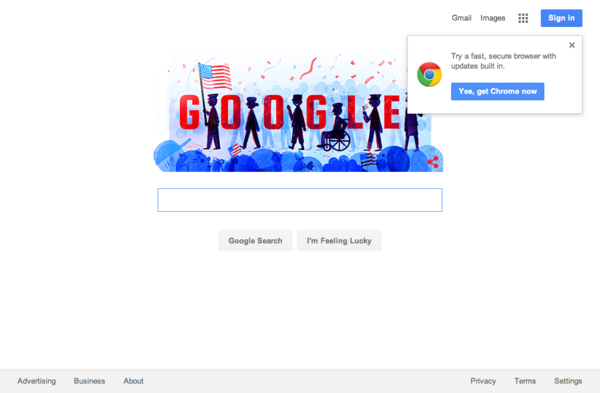 Gmail Images Sign in
Try a fast, secure browser with
updates built in.
Yes, get Chrome now
GOOGLE
Google Search I'm Feeling Lucky
Advertising Business About Privacy Terms Settings